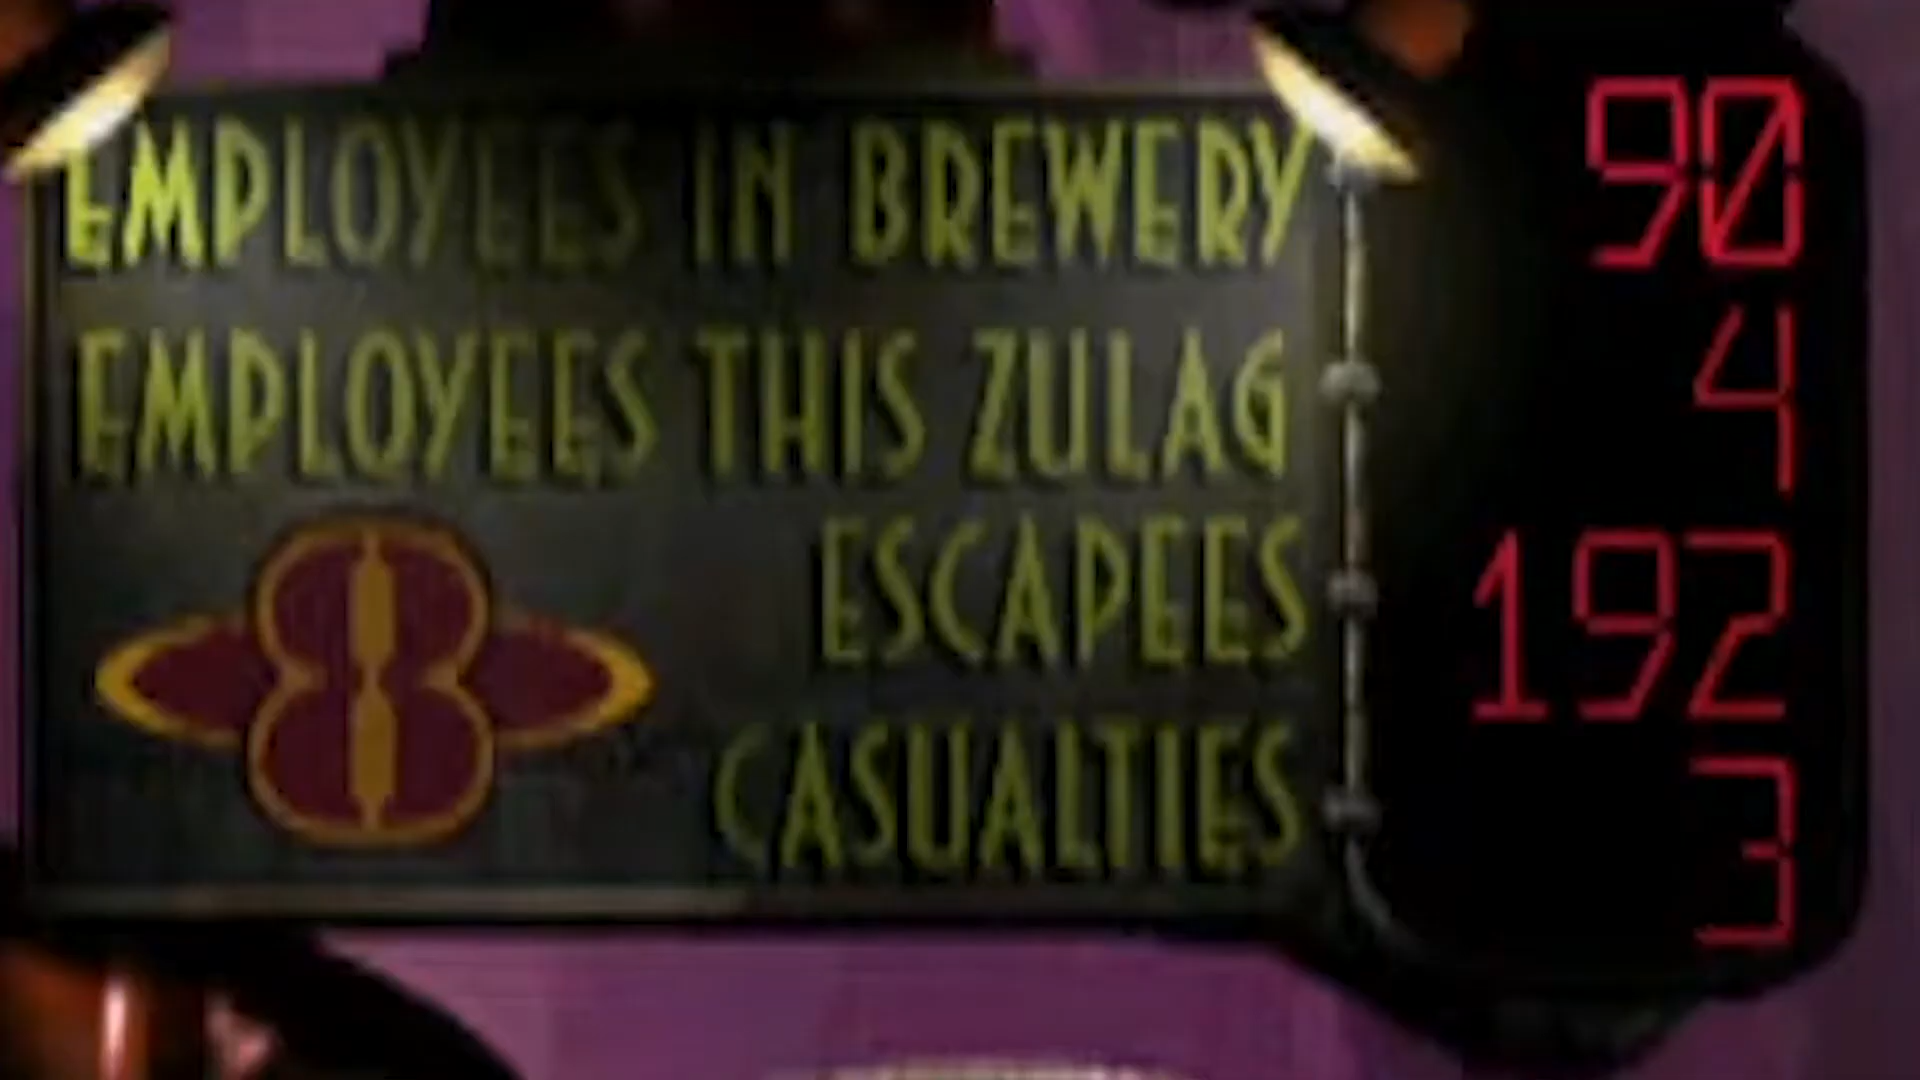 EMPLOYEES IN BREWERY 90
EMPLOYEES THIS ZULAG 4
ESCAPEES 192
CASUALTIES 3